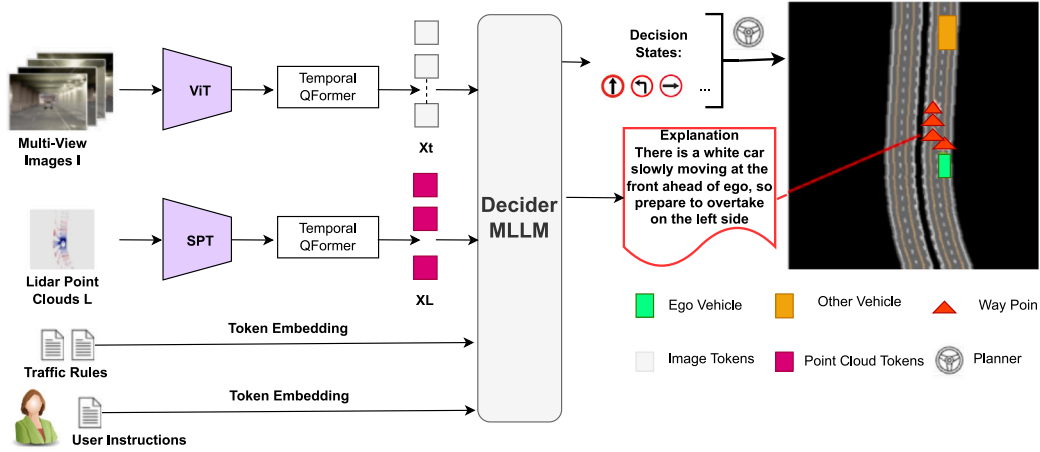 Multi-View
Images I
ViT
Temporal
QFormer
Xt
Lidar Point
Clouds L
SPT
Temporal
QFormer
XL
Traffic Rules
Token Embedding
User Instructions
Token Embedding
Decider
MLLM
Decision
States:
...
Explanation
There is a white car
slowly moving at the
front ahead of ego, so
prepare to overtake
on the left side
Ego Vehicle
Other Vehicle
Way Poin
Image Tokens
Point Cloud Tokens
Planner